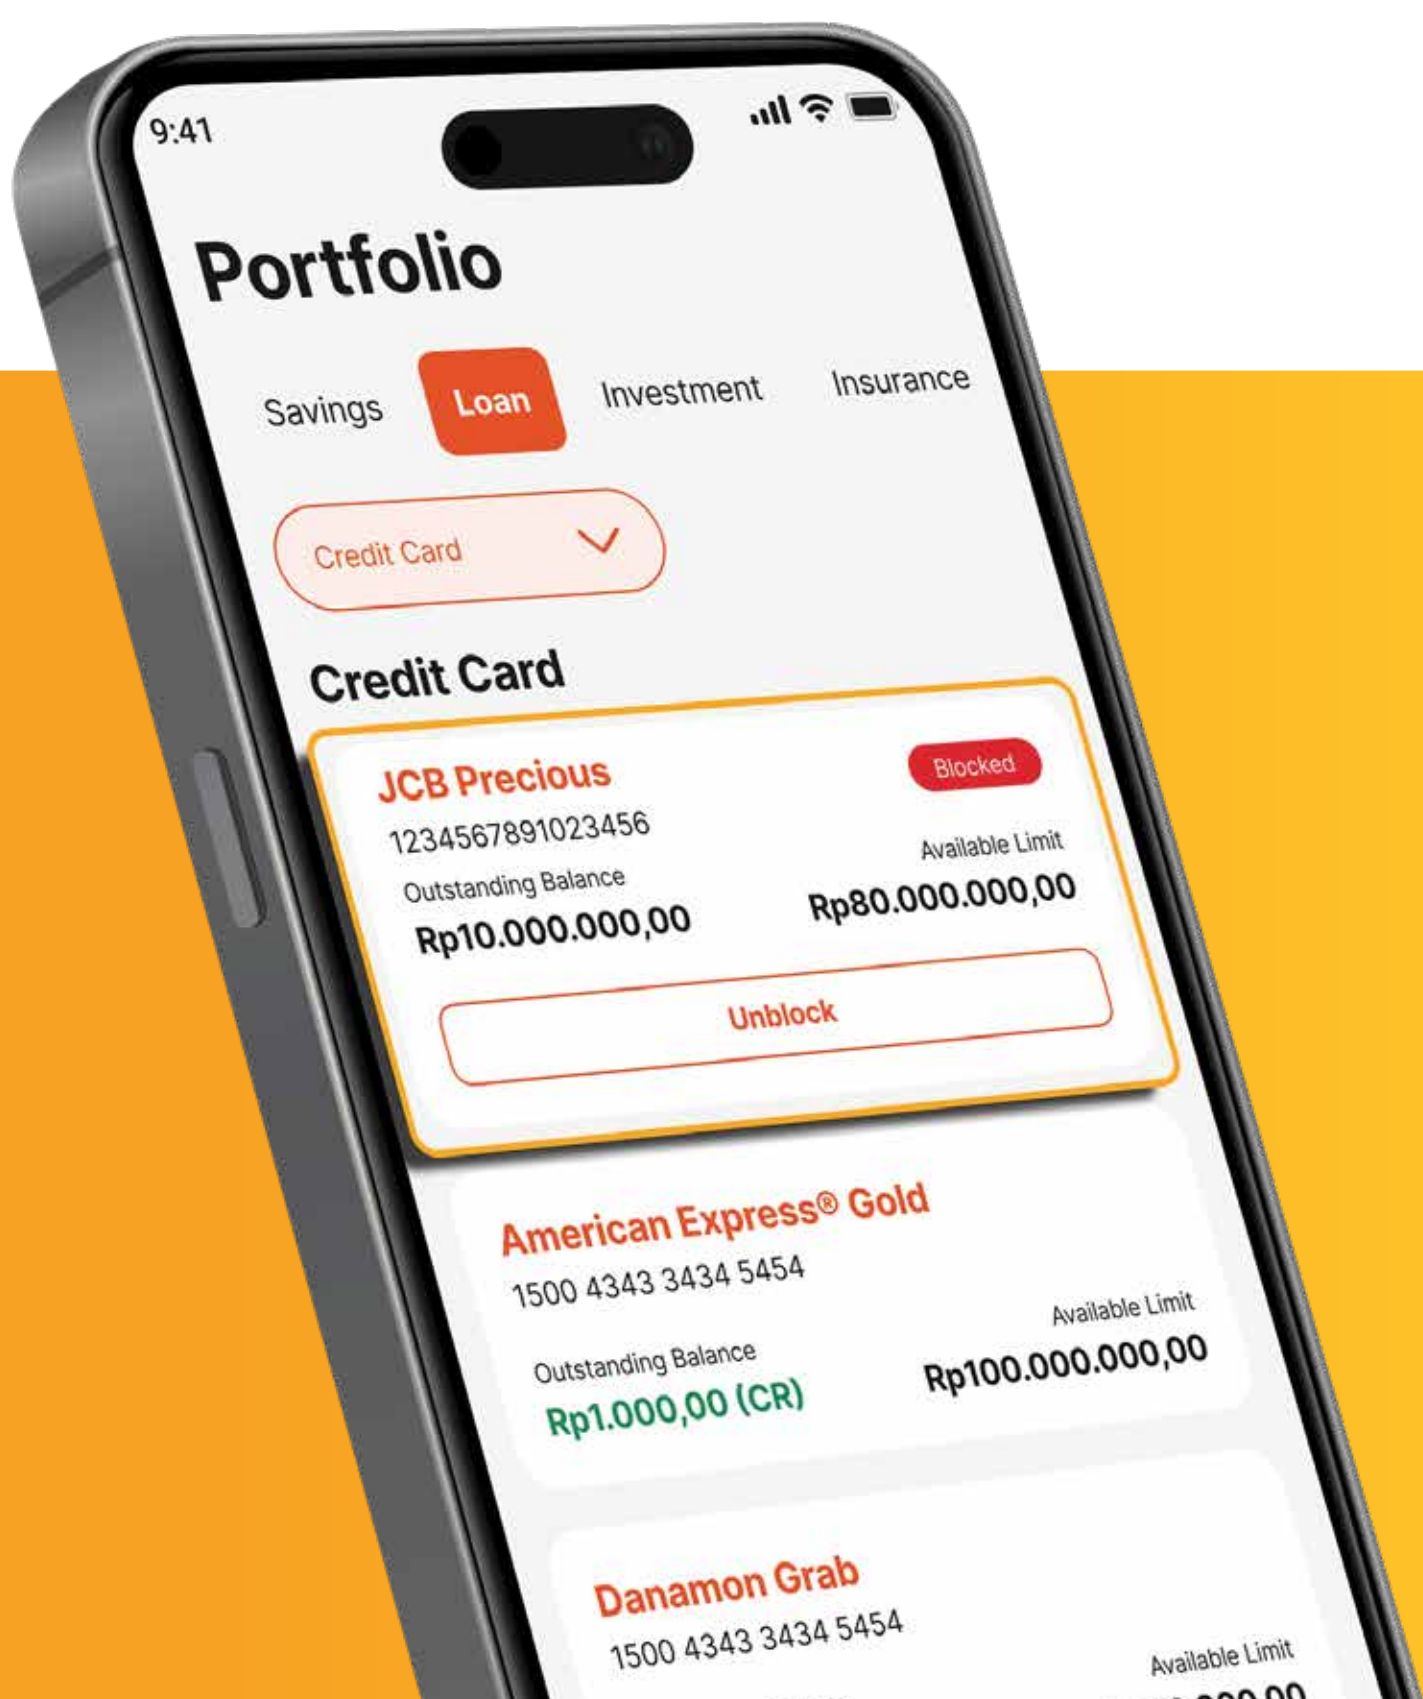 9:41
Portfolio
Savings Loan Investment Insurance
Credit Card
Credit Card
JCB Precious Blocked
1234567891023456
Outstanding Balance Available Limit
Rp10.000.000,00 Rp80.000.000,00
Unblock
American Express® Gold
1500 4343 3434 5454
Outstanding Balance Available Limit
Rp1.000,00 (CR) Rp100.000.000,00
Danamon Grab
1500 4343 3434 5454
Available Limit